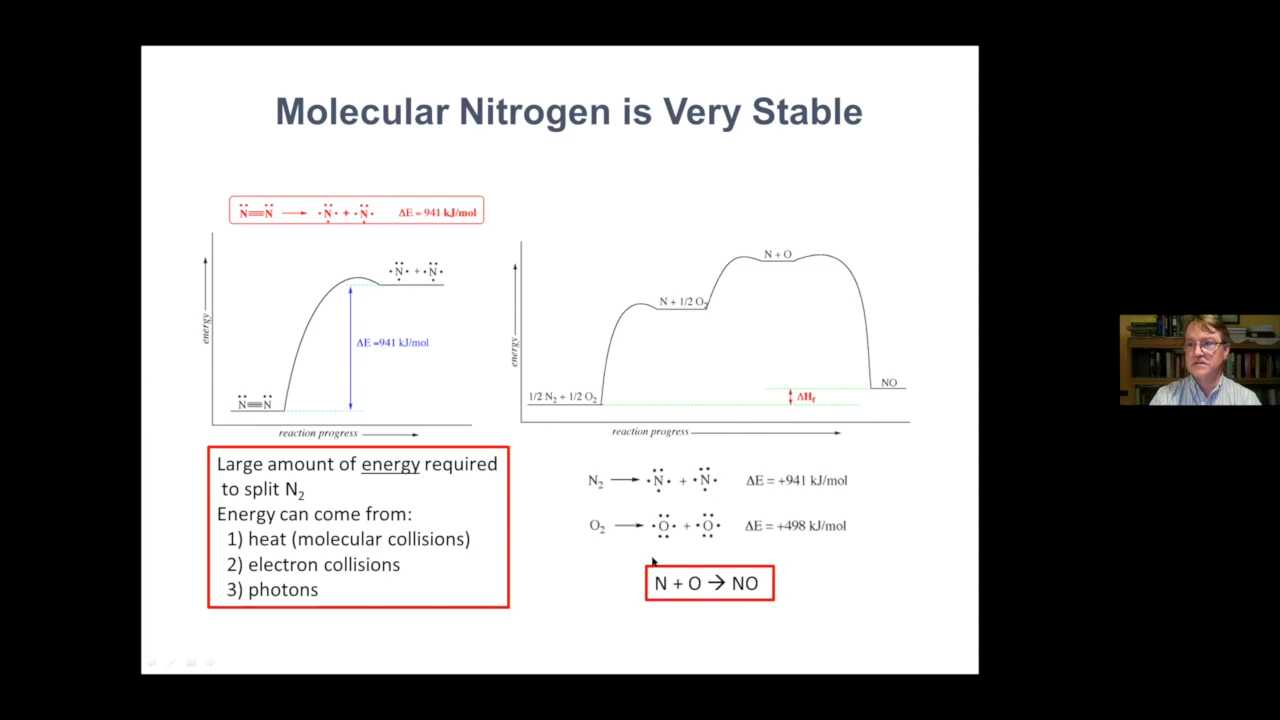 Molecular Nitrogen is Very Stable
N═N → ·N· + ·N· ΔE = 941 kJ/mol
·N· + ·N·
energy
ΔE =941 kJ/mol
N═N
reaction progress
N + O
N + 1/2 O₂
energy
NO
1/2 N₂ + 1/2 O₂
ΔHf
reaction progress
Large amount of energy required
to split N₂
Energy can come from:
1) heat (molecular collisions)
2) electron collisions
3) photons
N₂ → ·N· + ·N· ΔE = +941 kJ/mol
O₂ → ·O· + ·O· ΔE = +498 kJ/mol
N + O → NO